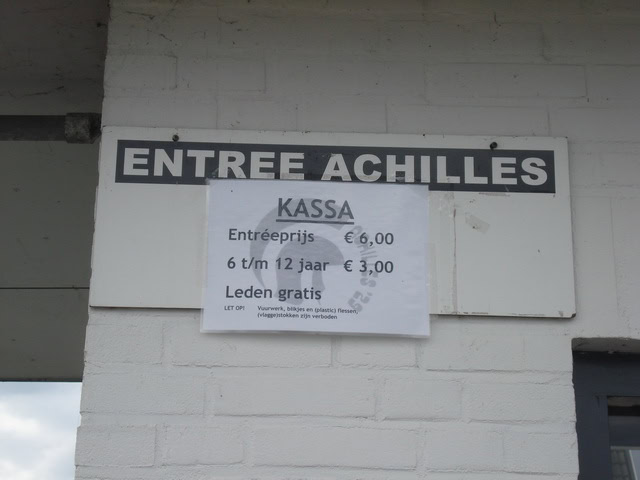 ENTREE ACHILLES
KASSA
Entréeprijs € 6,00
6 t/m 12 jaar € 3,00
Leden gratis
LET OP! Vuurwerk, blikjes en (plastic) flessen,
(vlagge)stokken zijn verboden